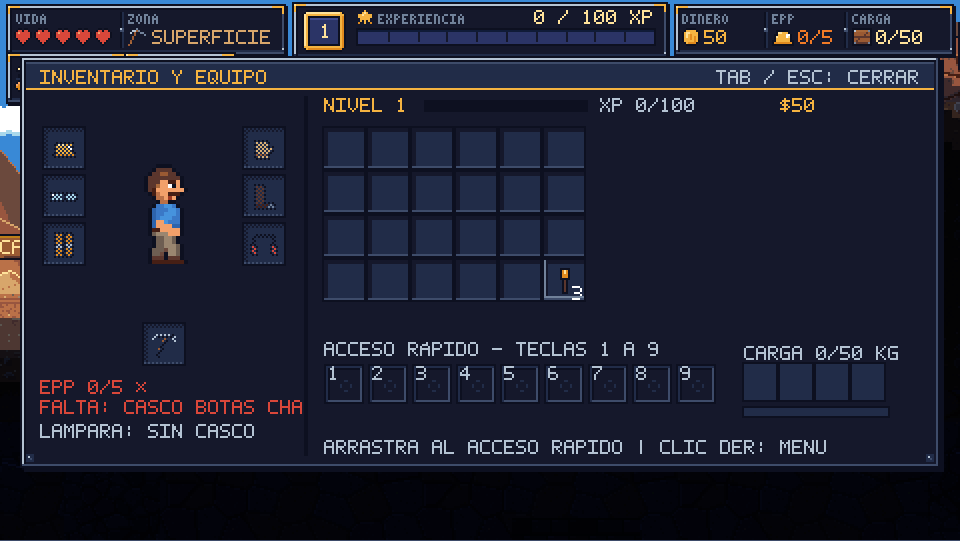 VIDA ZONA
SUPERFICIE
1
EXPERIENCIA 0 / 100 XP
DINERO EPP CARGA
50 0/5 0/50
INVENTARIO Y EQUIPO TAB / ESC: CERRAR
NIVEL 1 XP 0/100 $50
3
ACCESO RÁPIDO - TECLAS 1 A 9
CARGA 0/50 KG
1 2 3 4 5 6 7 8 9
EPP 0/5 ×
FALTA: CASCO BOTAS CHA
LAMPARA: SIN CASCO
ARRASTRA AL ACCESO RAPIDO | CLIC DER: MENU